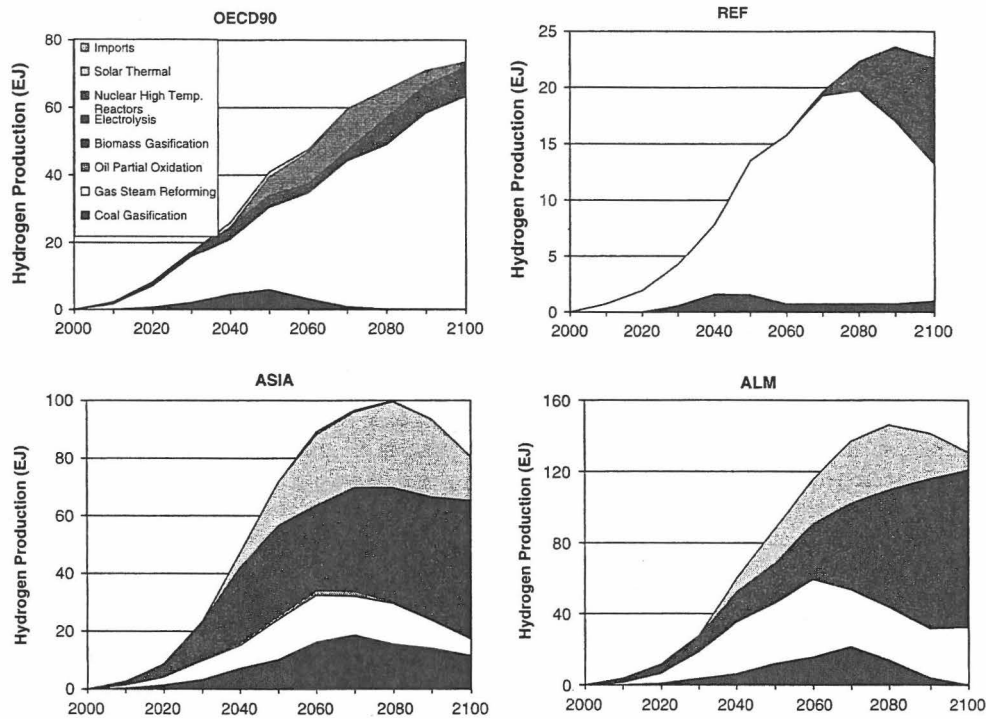 OECD90
Hydrogen Production (EJ)
80
60
40
20
0
Imports
Solar Thermal
Nuclear High Temp.
Reactors
Electrolysis
Biomass Gasification
Oil Partial Oxidation
Gas Steam Reforming
Coal Gasification
2000 2020 2040 2060 2080 2100
REF
Hydrogen Production (EJ)
25
20
15
10
5
0
2000 2020 2040 2060 2080 2100
ASIA
Hydrogen Production (EJ)
100
80
60
40
20
0
2000 2020 2040 2060 2080 2100
ALM
Hydrogen Production (EJ)
160
120
80
40
0
2000 2020 2040 2060 2080 2100